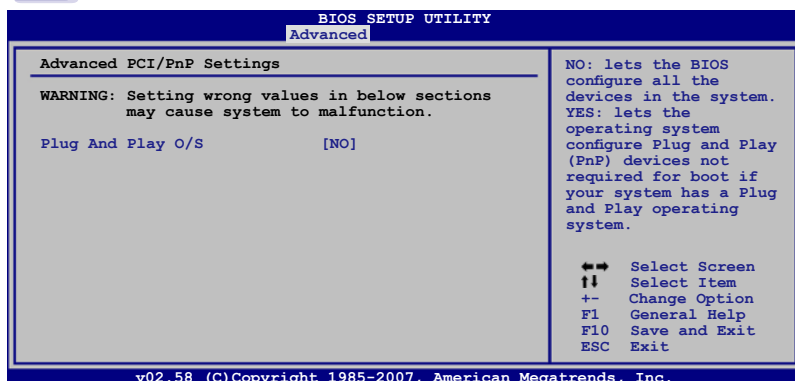 BIOS SETUP UTILITY
Advanced
Advanced PCI/PnP Settings
WARNING: Setting wrong values in below sections
may cause system to malfunction.
Plug And Play O/S [NO]
NO: lets the BIOS
configure all the
devices in the system.
YES: lets the
operating system
configure Plug and Play
(PnP) devices not
required for boot if
your system has a Plug
and Play operating
system.
←→ Select Screen
↑↓ Select Item
+- Change Option
F1 General Help
F10 Save and Exit
ESC Exit
v02.58 (C)Copyright 1985-2007, American Megatrends, Inc.